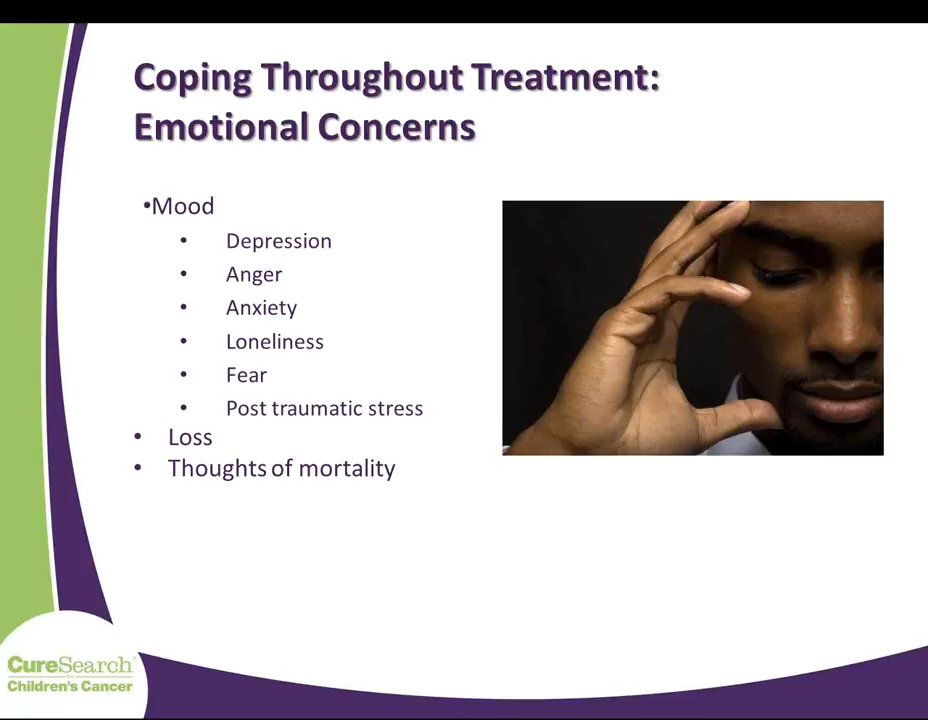 Coping Throughout Treatment:
Emotional Concerns
•Mood
• Depression
• Anger
• Anxiety
• Loneliness
• Fear
• Post traumatic stress
• Loss
• Thoughts of mortality
CureSearch
for
Children's Cancer